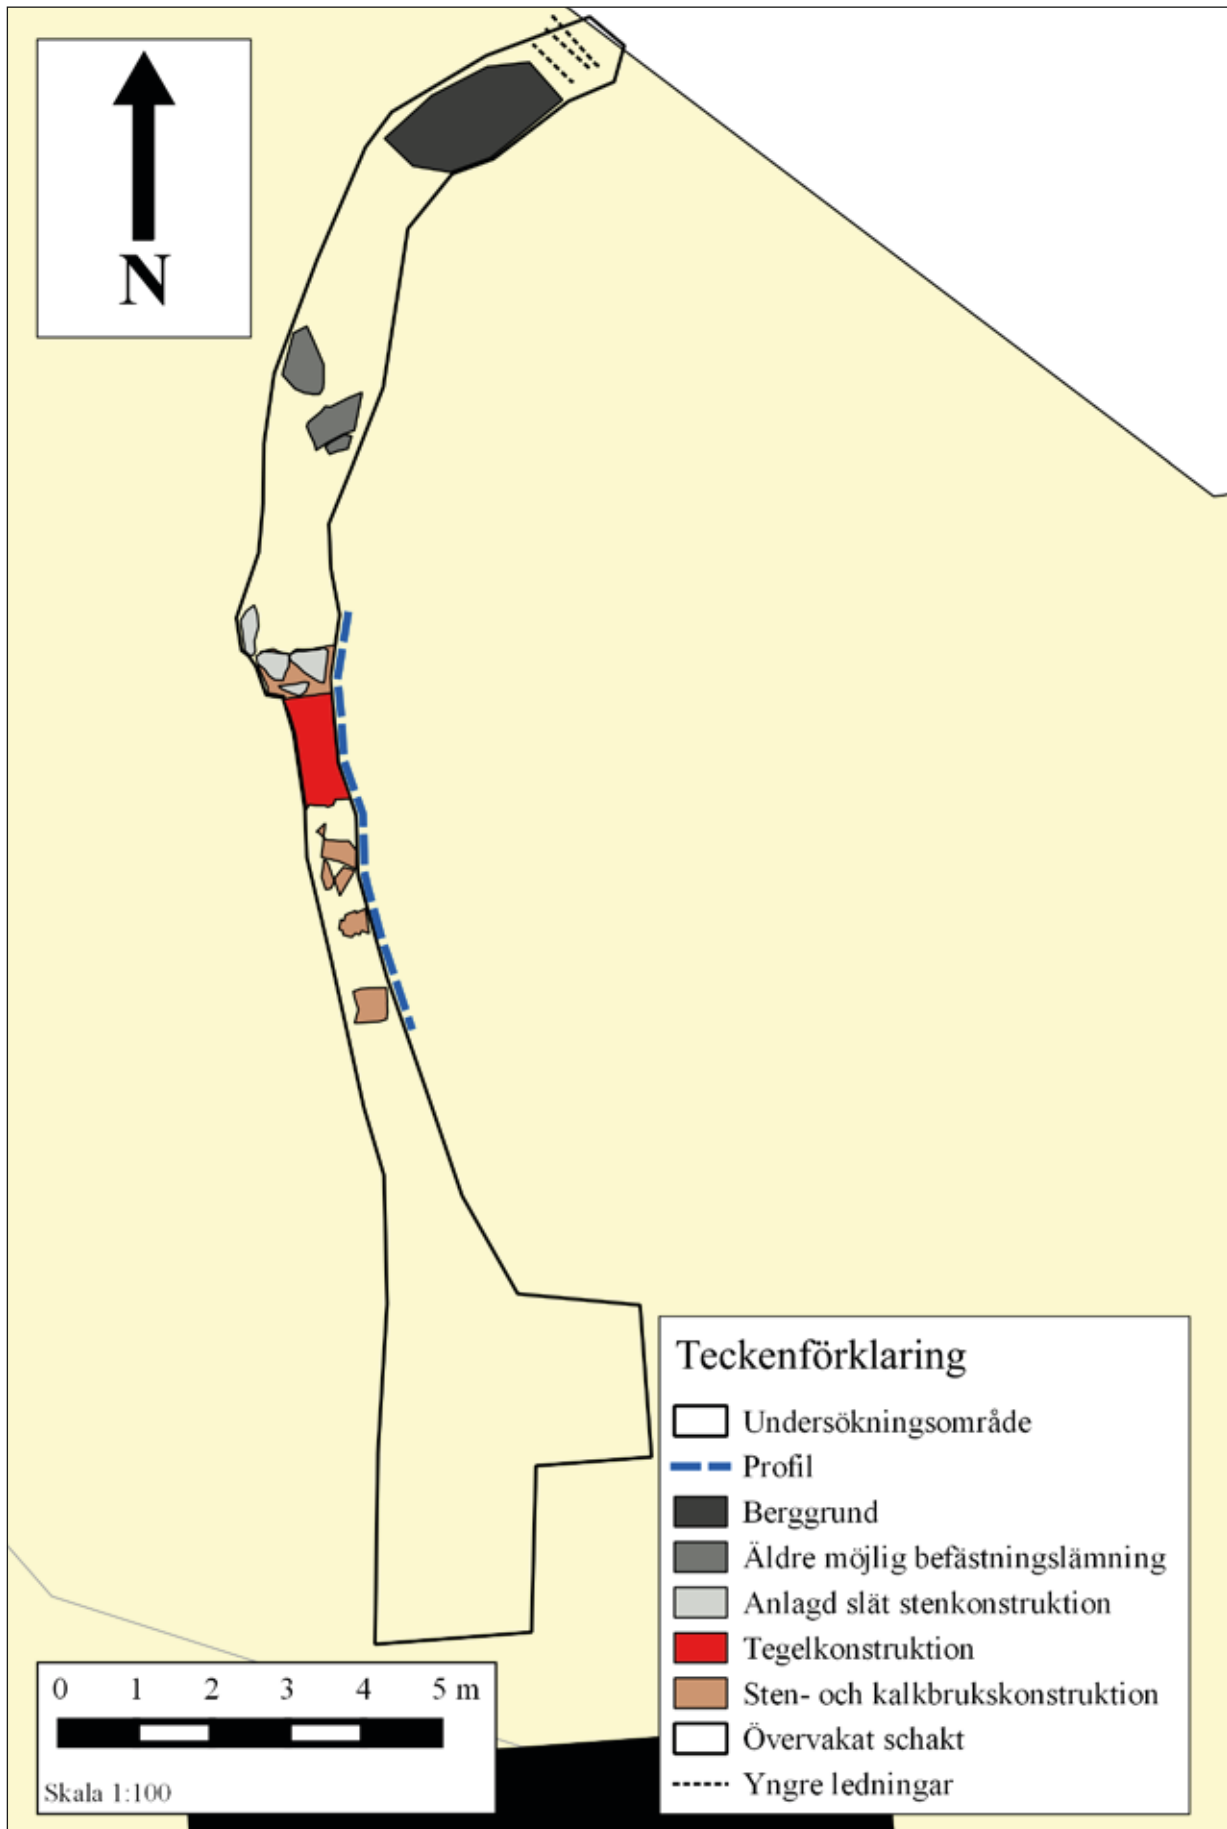 N
Teckenförklaring
Undersökningsområde
Profil
Berggrund
Äldre möjlig befästningslämning
Anlagd slät stenkonstruktion
Tegelkonstruktion
Sten- och kalkbrukskonstruktion
Övervakat schakt
Yngre ledningar
0 1 2 3 4 5 m
Skala 1:100